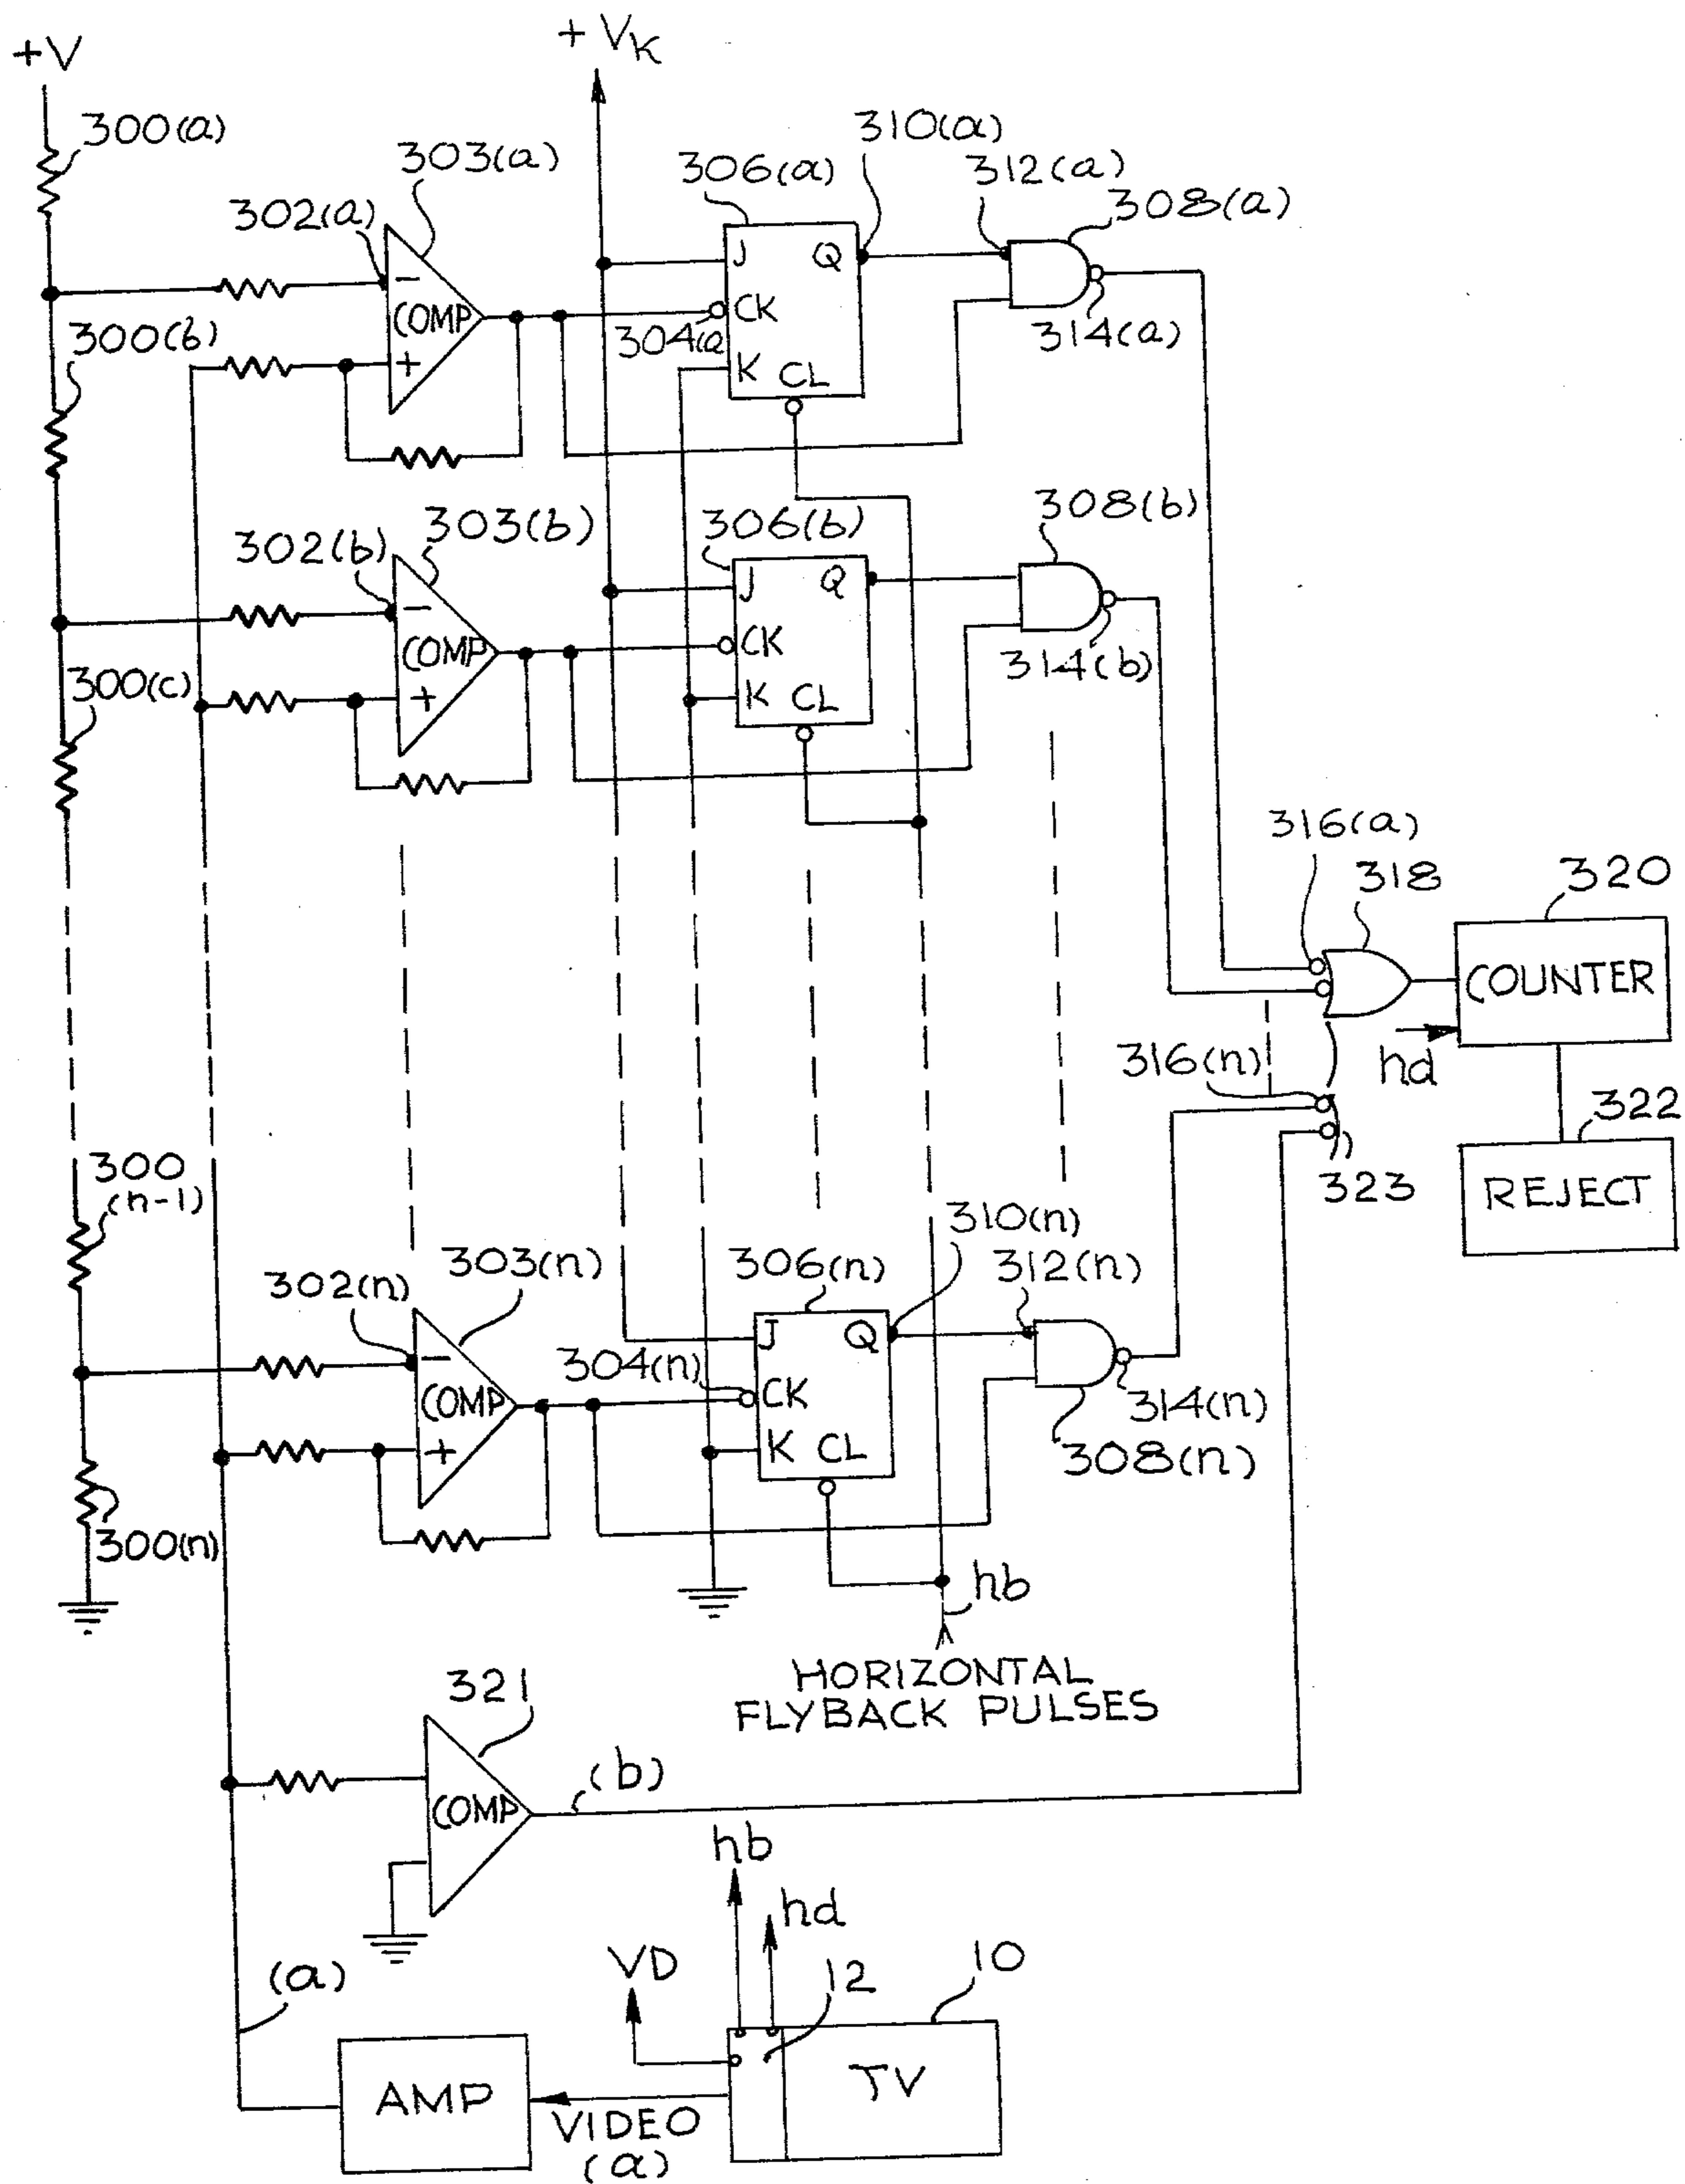 +V
+ VK
300(a)
303(a)
306(a)
310(a)
312(a)
308(a)
302(a)
−
COMP
+
J
Q
CK
K
CL
304(a
314(a)
300(b)
302(b)
303(b)
306(b)
308(b)
−
COMP
+
J
Q
CK
K
CL
314(b)
300(c)
316(a)
318
320
COUNTER
hd
316(n)
322
REJECT
323
300
(n-1)
302(n)
303(n)
306(n)
310(n)
312(n)
−
COMP
+
304(n)
J
Q
CK
K
CL
314(n)
308(n)
300(n)
hb
HORIZONTAL
FLYBACK PULSES
321
COMP
(b)
hb
hd
VD
12
10
(a)
AMP
VIDEO
(a)
TV